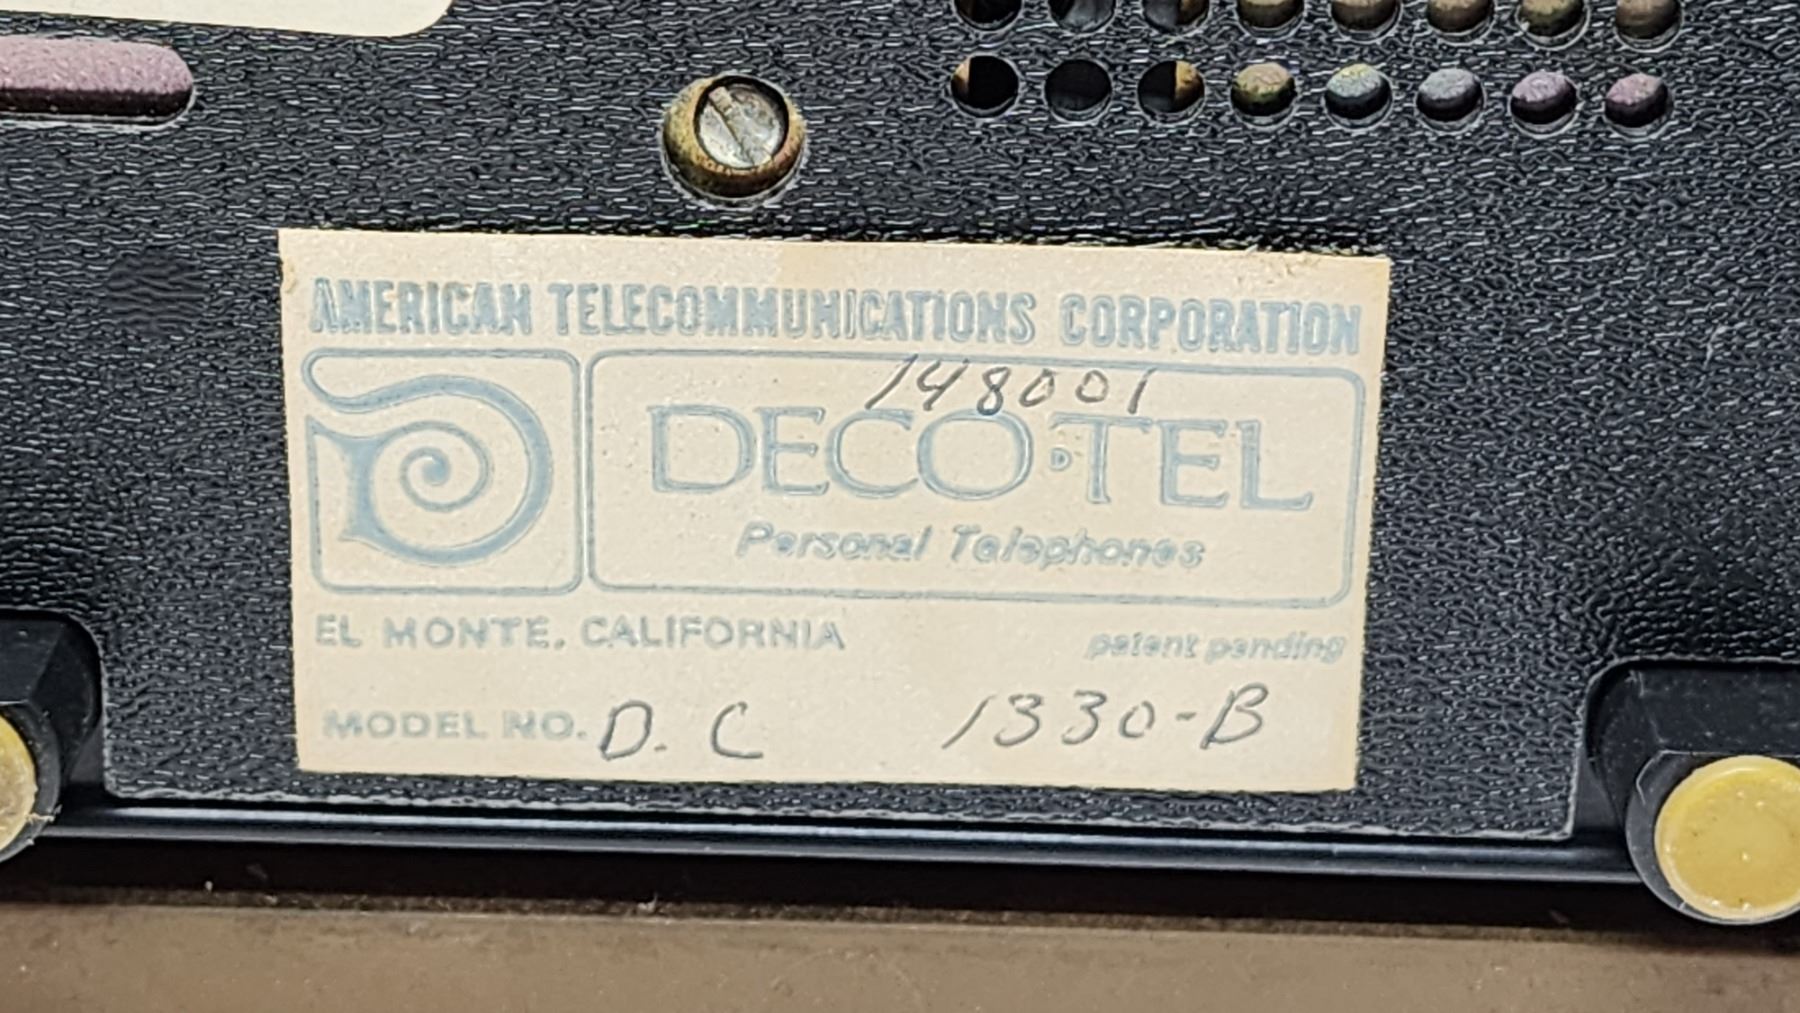 AMERICAN TELECOMMUNICATIONS CORPORATION
148001
DECO·TEL
Personal Telephones
EL MONTE, CALIFORNIA patent pending
MODEL NO. D.C 1330-B